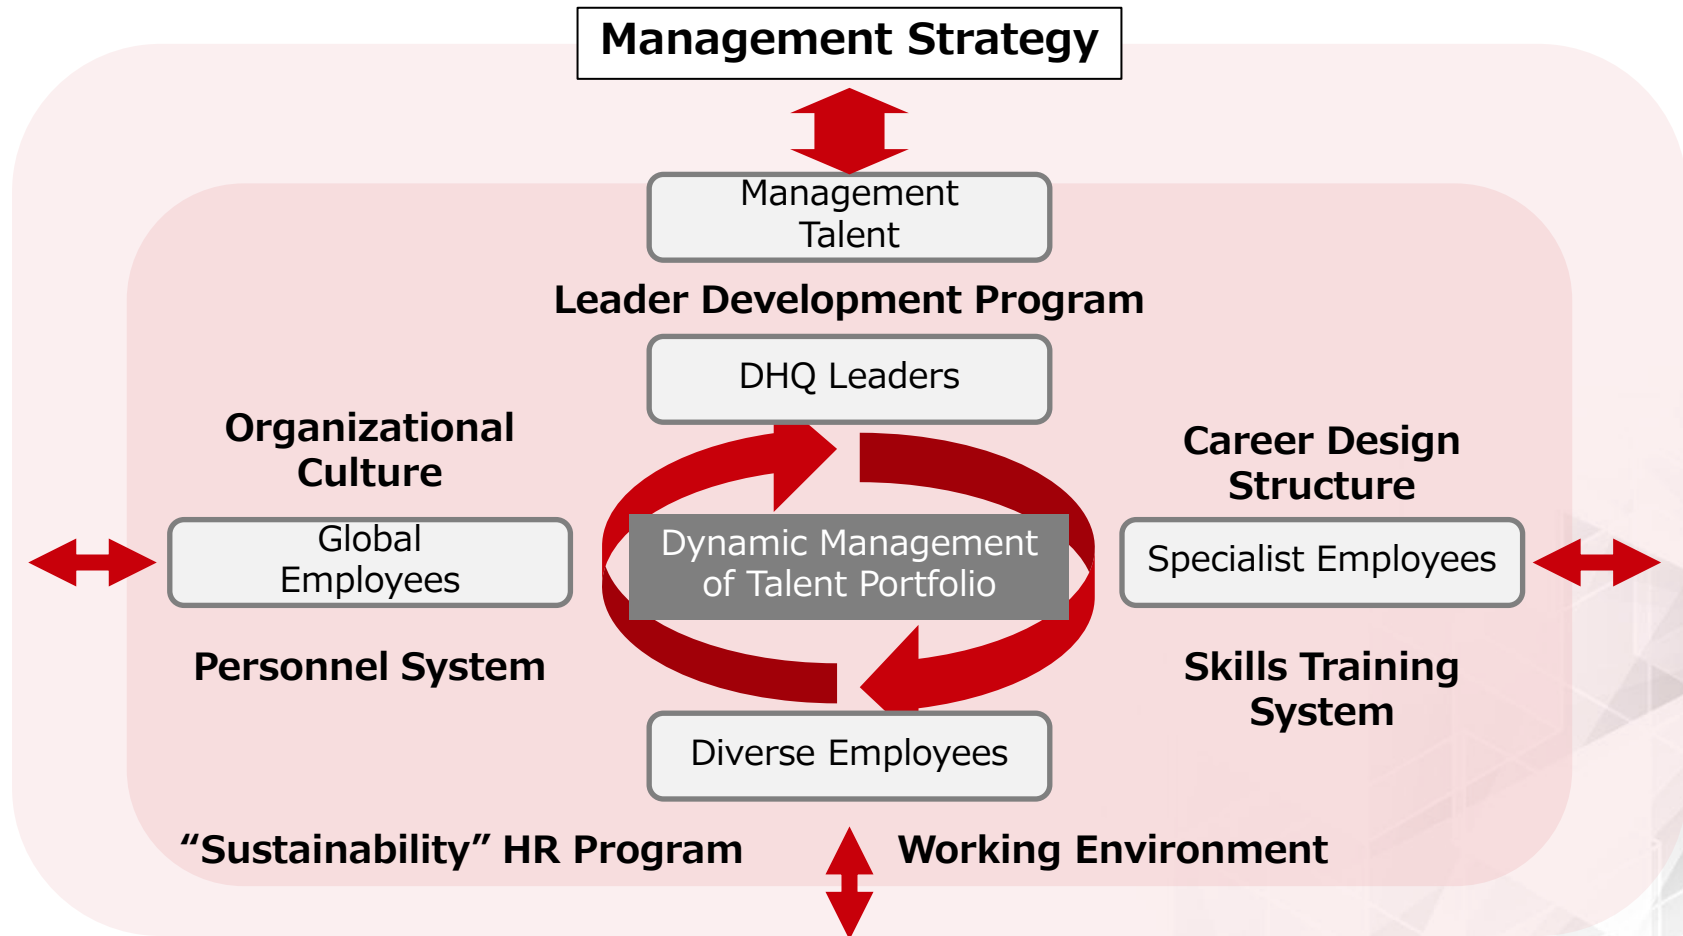 Management Strategy
Management
Talent
Leader Development Program
DHQ Leaders
Organizational
Culture
Career Design
Structure
Global
Employees
Dynamic Management
of Talent Portfolio
Specialist Employees
Personnel System
Skills Training
System
Diverse Employees
“Sustainability” HR Program
Working Environment